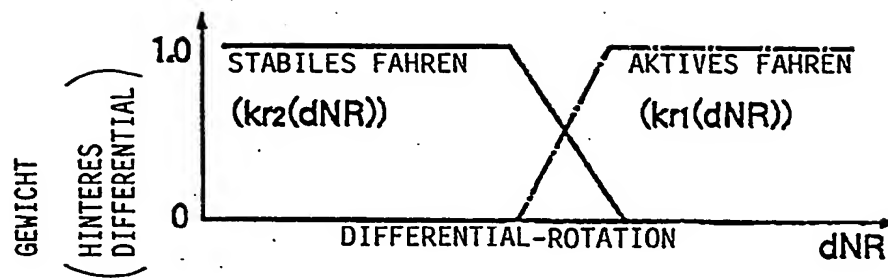 1.0
STABILES FAHREN
(kr2(dNR))
AKTIVES FAHREN
(kr1(dNR))
0
DIFFERENTIAL-ROTATION
dNR
GEWICHT
(HINTERES
DIFFERENTIAL)